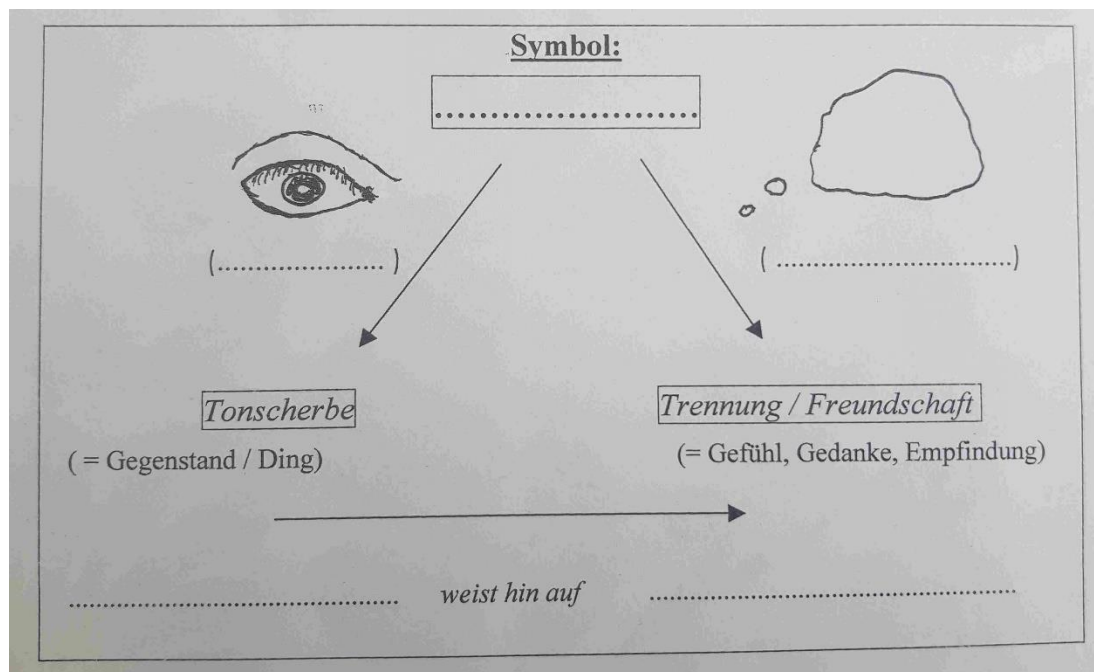 Symbol:
.......................
(...................)
(............................)
Tonscherbe
Trennung / Freundschaft
( = Gegenstand / Ding)
(= Gefühl, Gedanke, Empfindung)
...................................... weist hin auf ..........................................